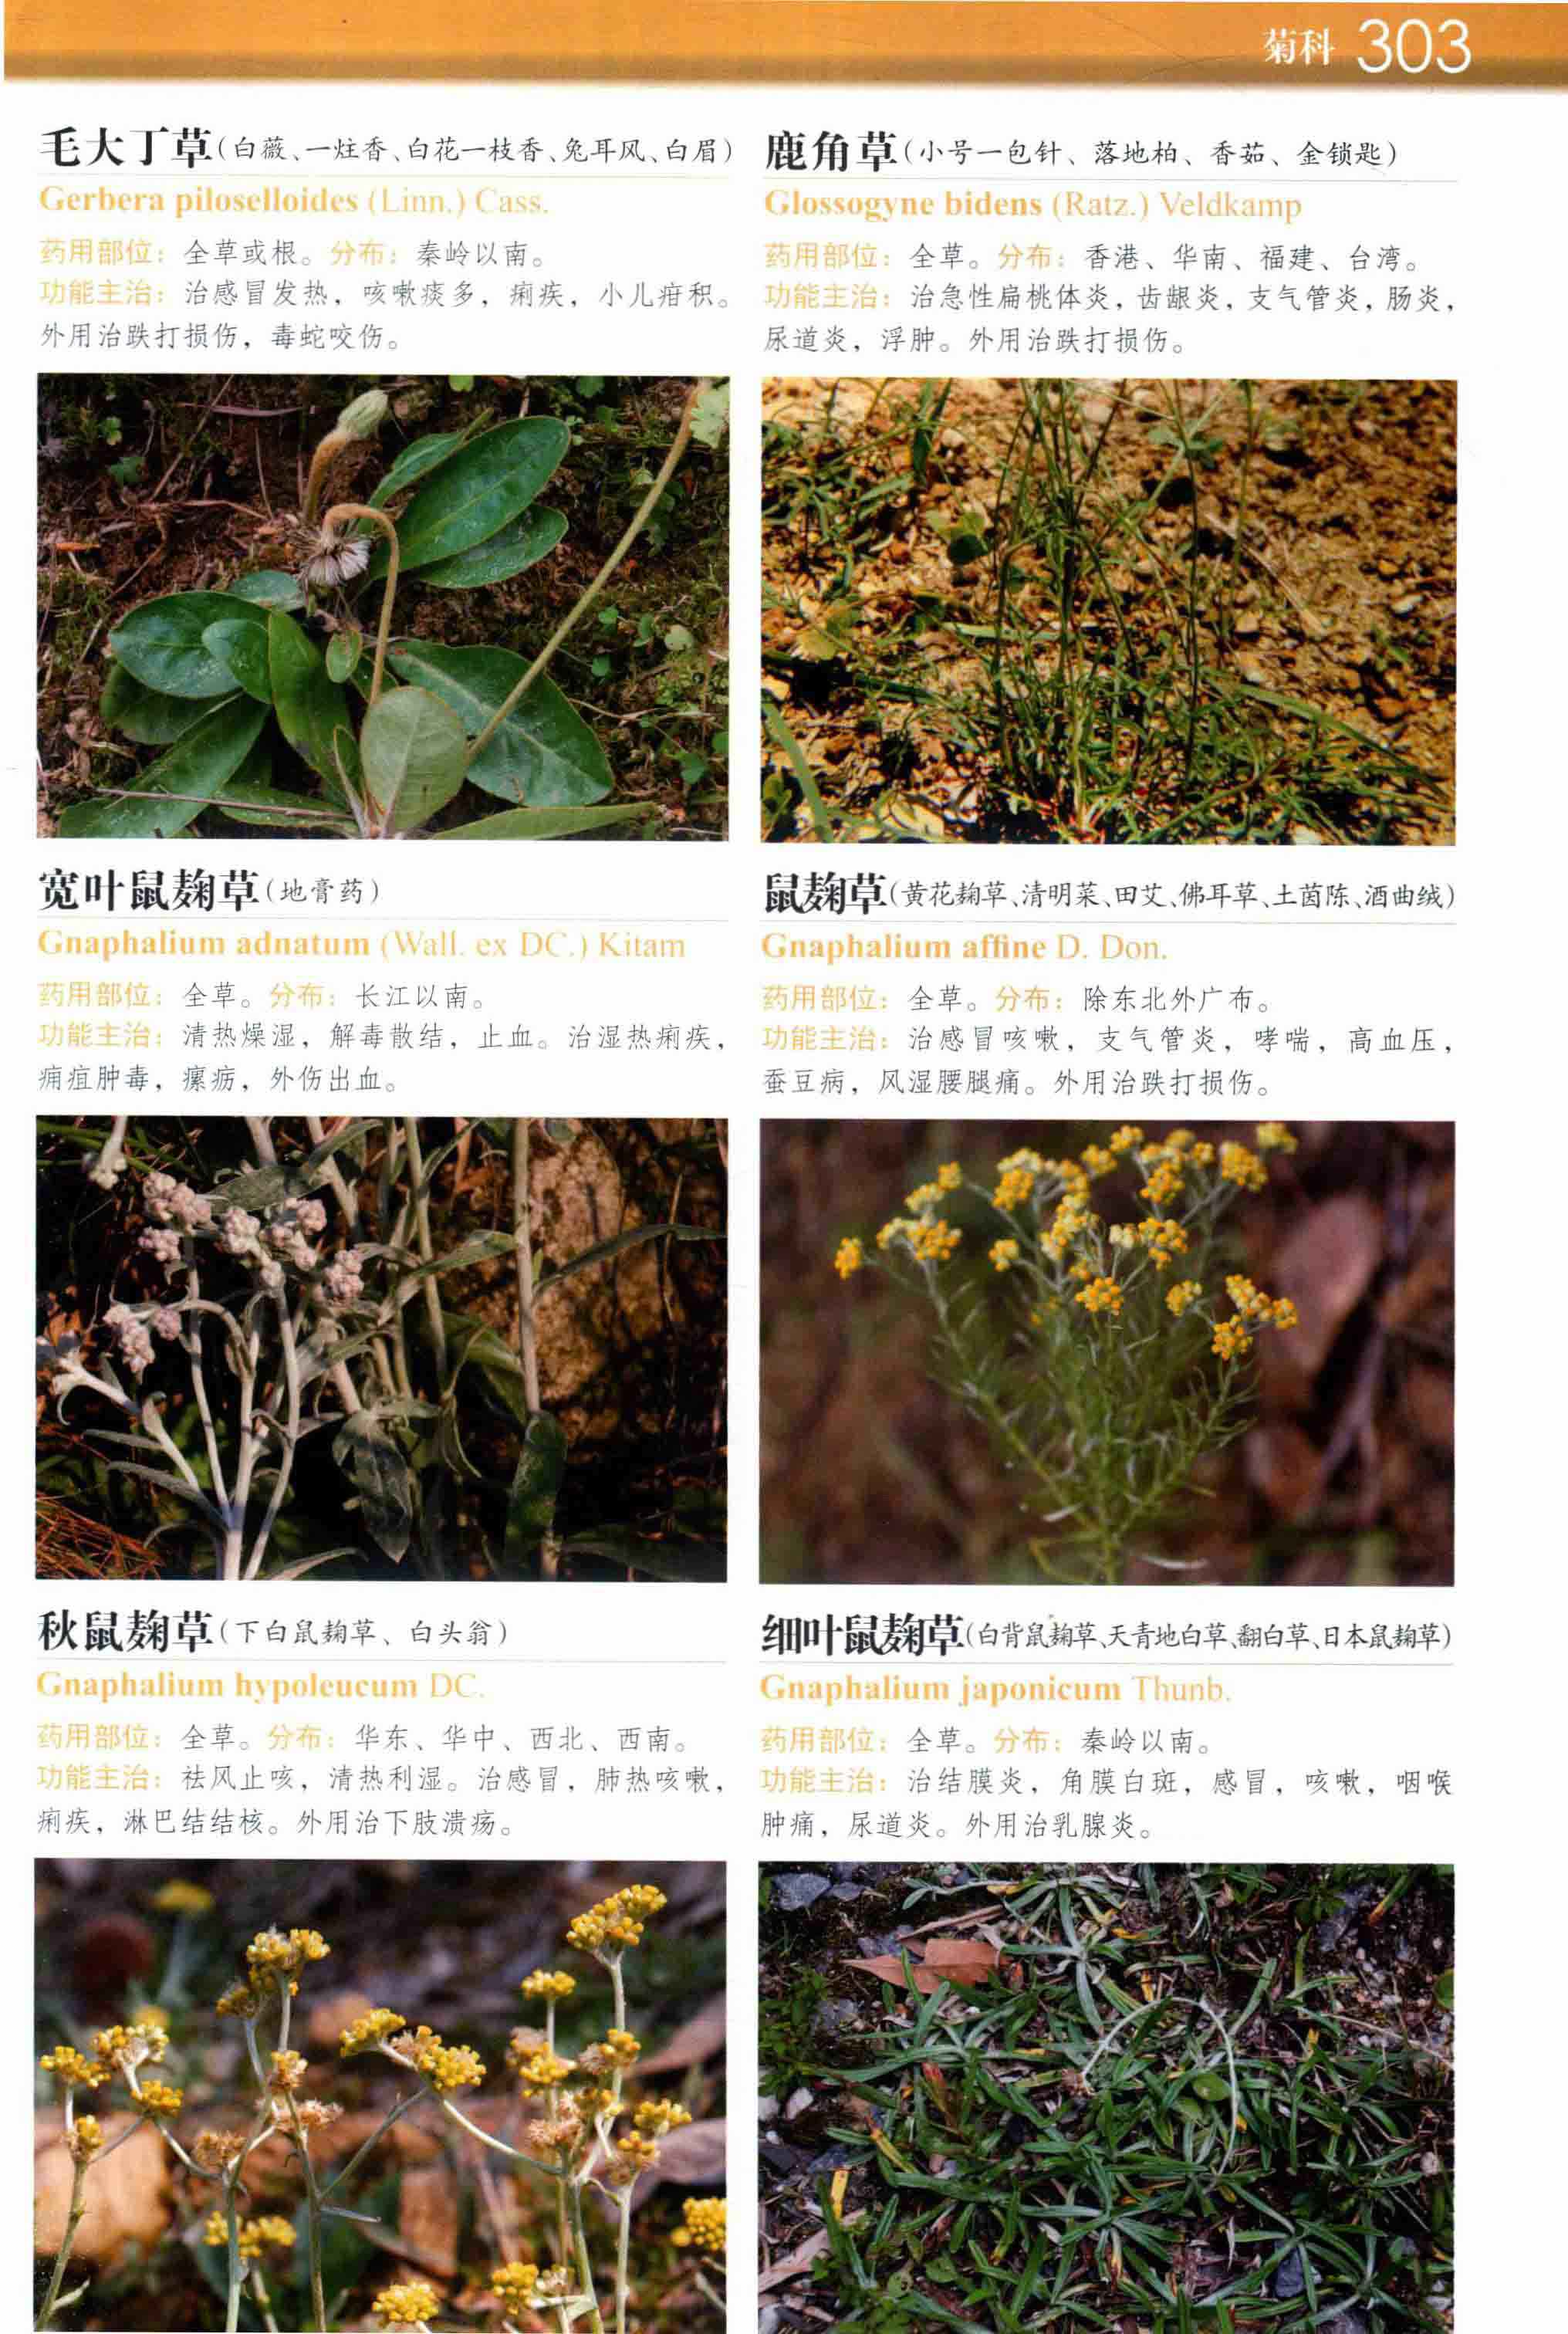 菊科 303
毛大丁草(白薇、一炷香、白花一枝香、兔耳风、白眉)
Gerbera piloselloides (Linn.) Cass.
药用部位：全草或根。分布：秦岭以南。
功能主治：治感冒发热，咳嗽痰多，痢疾，小儿疳积。
外用治跌打损伤，毒蛇咬伤。
鹿角草(小号一包针、落地柏、香茹、金锁匙)
Glossogyne bidens (Ratz.) Veldkamp
药用部位：全草。分布：香港、华南、福建、台湾。
功能主治：治急性扁桃体炎，齿龈炎，支气管炎，肠炎，
尿道炎，浮肿。外用治跌打损伤。
宽叶鼠麹草(地膏药)
Gnaphalium adnatum (Wall. ex DC.) Kitam
药用部位：全草。分布：长江以南。
功能主治：清热燥湿，解毒散结，止血。治湿热痢疾，
痈疽肿毒，瘰疬，外伤出血。
鼠麹草(黄花麹草、清明菜、田艾、佛耳草、土茵陈、酒曲绒)
Gnaphalium affine D. Don.
药用部位：全草。分布：除东北外广布。
功能主治：治感冒咳嗽，支气管炎，哮喘，高血压，
蚕豆病，风湿腰腿痛。外用治跌打损伤。
秋鼠麹草(下白鼠麹草、白头翁)
Gnaphalium hypoleucum DC.
药用部位：全草。分布：华东、华中、西北、西南。
功能主治：祛风止咳，清热利湿。治感冒，肺热咳嗽，
痢疾，淋巴结结核。外用治下肢溃疡。
细叶鼠麹草(白背鼠麹草、天青地白草、翻白草、日本鼠麹草)
Gnaphalium japonicum Thunb.
药用部位：全草。分布：秦岭以南。
功能主治：治结膜炎，角膜白斑，感冒，咳嗽，咽喉
肿痛，尿道炎。外用治乳腺炎。